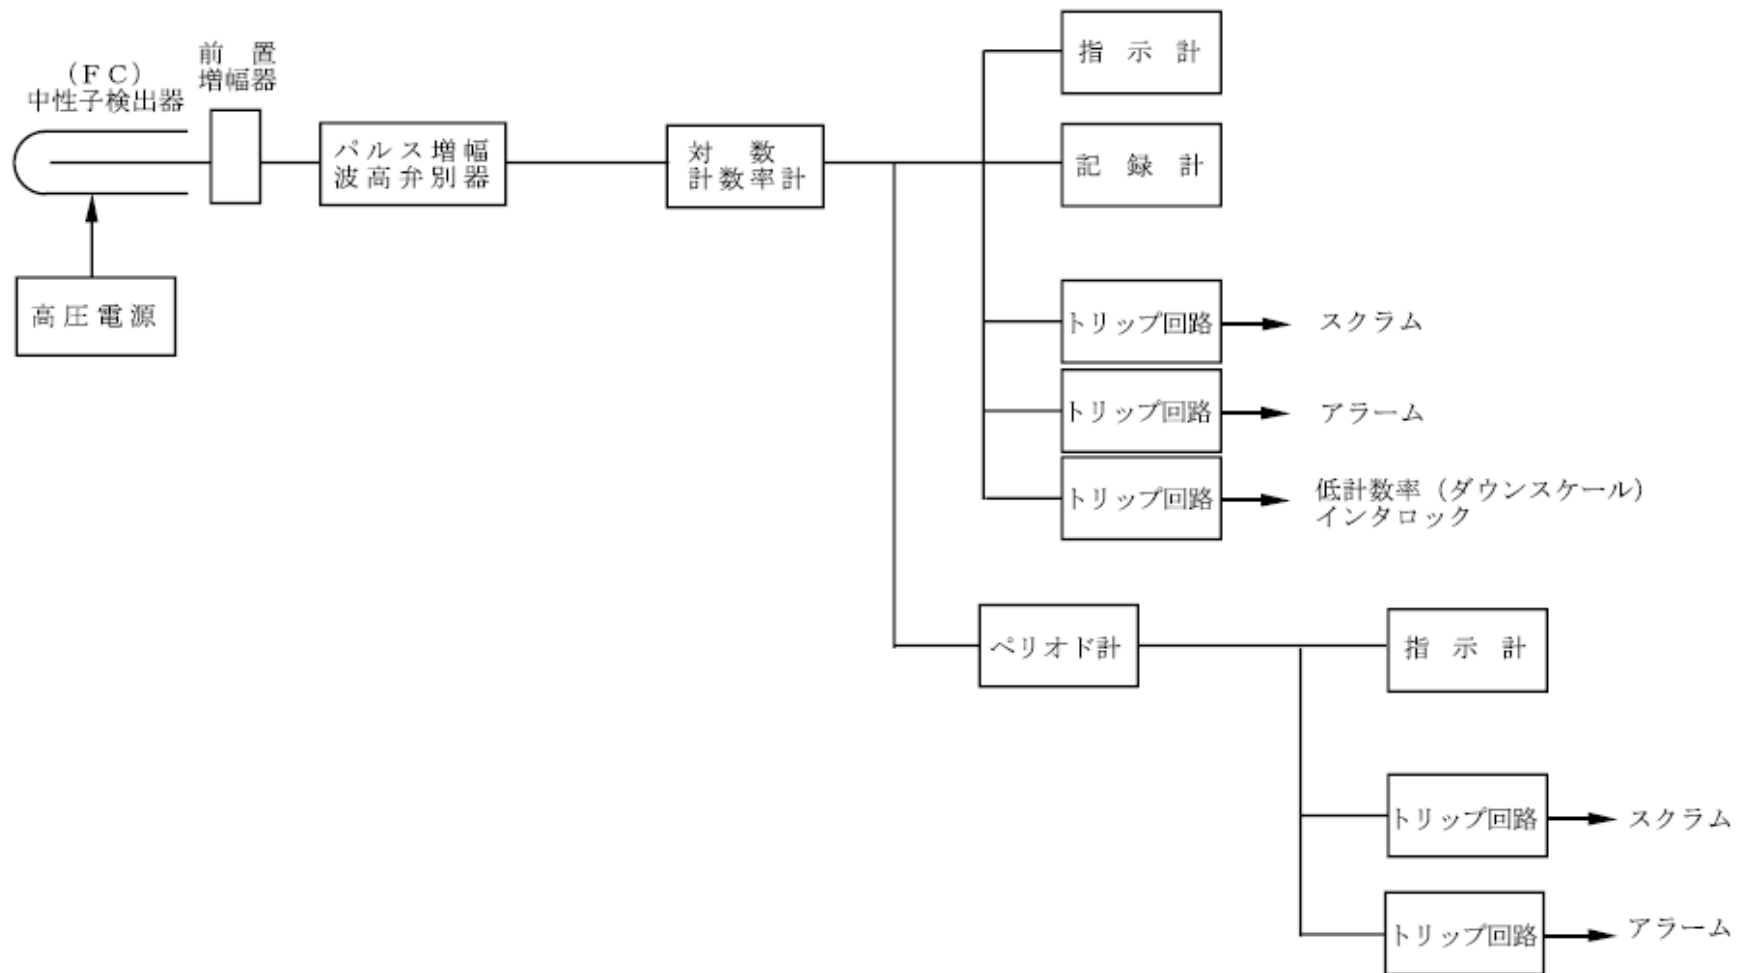 (ＦＣ)
中性子検出器
前　置
増幅器
パルス増幅
波高弁別器
対　数
計数率計
指　示　計
記　録　計
高圧電源
トリップ回路
スクラム
トリップ回路
アラーム
トリップ回路
低計数率（ダウンスケール）
インタロック
ペリオド計
指　示　計
トリップ回路
スクラム
トリップ回路
アラーム